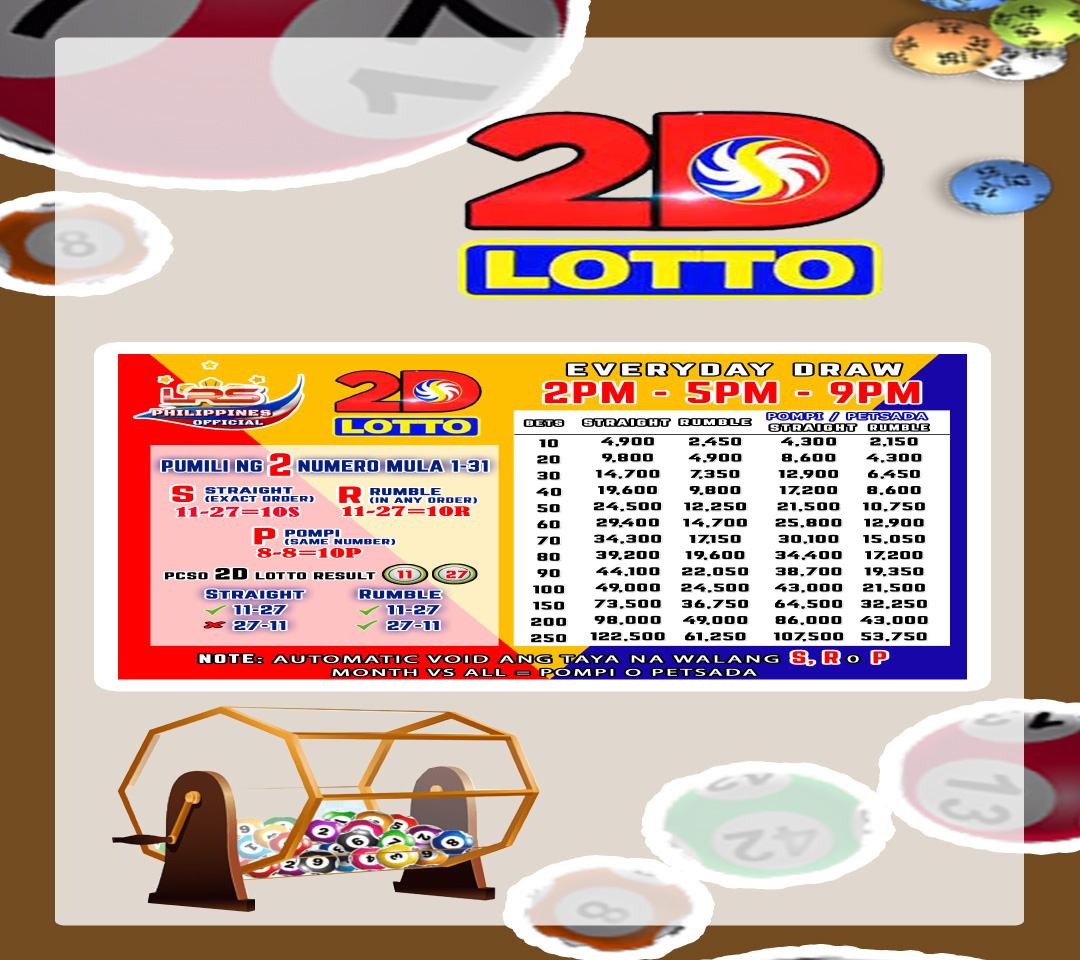 17
8
2D
LOTTO
LRS
PHILIPPINES
OFFICIAL
2D
LOTTO
EVERYDAY DRAW
2PM - 5PM - 9PM
POMPI / PETSADA
BETS STRAIGHT RUMBLE STRAIGHT RUMBLE
10 4,900 2,450 4,300 2,150
20 9,800 4,900 8,600 4,300
30 14,700 7,350 12,900 6,450
40 19,600 9,800 17,200 8,600
50 24,500 12,250 21,500 10,750
60 29,400 14,700 25,800 12,900
70 34,300 17,150 30,100 15,050
80 39,200 19,600 34,400 17,200
90 44,100 22,050 38,700 19,350
100 49,000 24,500 43,000 21,500
150 73,500 36,750 64,500 32,250
200 98,000 49,000 86,000 43,000
250 122,500 61,250 107,500 53,750
PUMILI NG 2 NUMERO MULA 1-31
S STRAIGHT
(EXACT ORDER)
11-27=10S
R RUMBLE
(IN ANY ORDER)
11-27=10R
P POMPI
(SAME NUMBER)
8-8=10P
PCSO 2D LOTTO RESULT 11 27
STRAIGHT RUMBLE
11-27 11-27
27-11 27-11
NOTE: AUTOMATIC VOID ANG TAYA NA WALANG S, R O P
MONTH VS ALL = POMPI O PETSADA
13
42
8